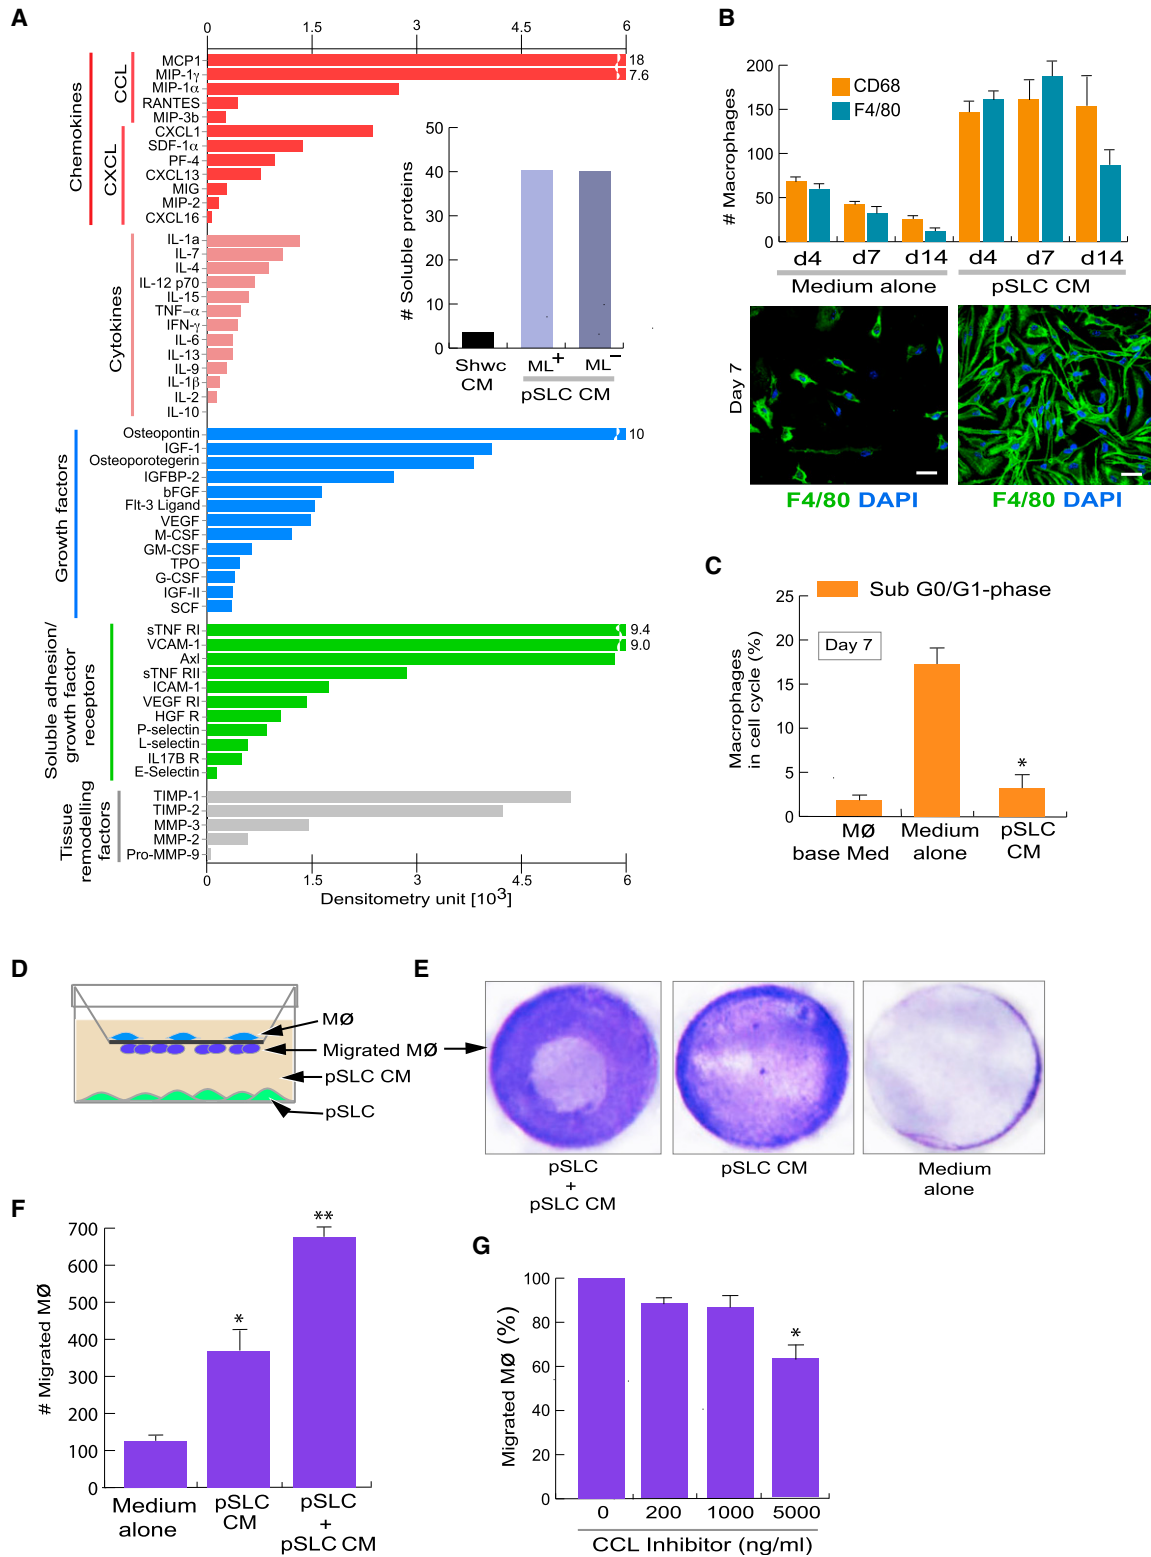 A
0 1.5 3 4.5 6
Chemokines
CCL
MCP1 18
MIP-1γ 7.6
MIP-1α
RANTES
MIP-3b
CXCL
CXCL1
SDF-1α
PF-4
CXCL13
MIG
MIP-2
CXCL16
Cytokines
IL-1a
IL-7
IL-4
IL-12 p70
IL-15
TNF-α
IFN-γ
IL-6
IL-13
IL-9
IL-1β
IL-2
IL-10
Growth factors
Osteopontin 10
IGF-1
Osteoporotegerin
IGFBP-2
bFGF
Flt-3 Ligand
VEGF
M-CSF
GM-CSF
TPO
G-CSF
IGF-II
SCF
Soluble adhesion/
growth factor
receptors
sTNF RI 9.4
VCAM-1 9.0
Axl
sTNF RII
ICAM-1
VEGF RI
HGF R
P-selectin
L-selectin
IL17B R
E-Selectin
Tissue
remodelling
factors
TIMP-1
TIMP-2
MMP-3
MMP-2
Pro-MMP-9
0 1.5 3 4.5 6
Densitometry unit [10³]
# Soluble proteins
50
40
30
20
10
0
Shwc
CM
ML+ ML−
pSLC CM
B
# Macrophages
200
150
100
50
0
CD68
F4/80
d4 d7 d14 d4 d7 d14
Medium alone pSLC CM
Day 7
F4/80 DAPI F4/80 DAPI
C
Sub G0/G1-phase
Day 7
Macrophages
in cell cycle (%)
25
20
15
10
5
0
*
MØ
base Med
Medium
alone
pSLC
CM
D
MØ
Migrated MØ
pSLC CM
pSLC
E
pSLC
+
pSLC CM
pSLC CM
Medium
alone
F
# Migrated MØ
700
600
500
400
300
200
100
0
*
**
Medium
alone
pSLC
CM
pSLC
+
pSLC CM
G
Migrated MØ (%)
100
80
60
40
20
0
*
0 200 1000 5000
CCL Inhibitor (ng/ml)